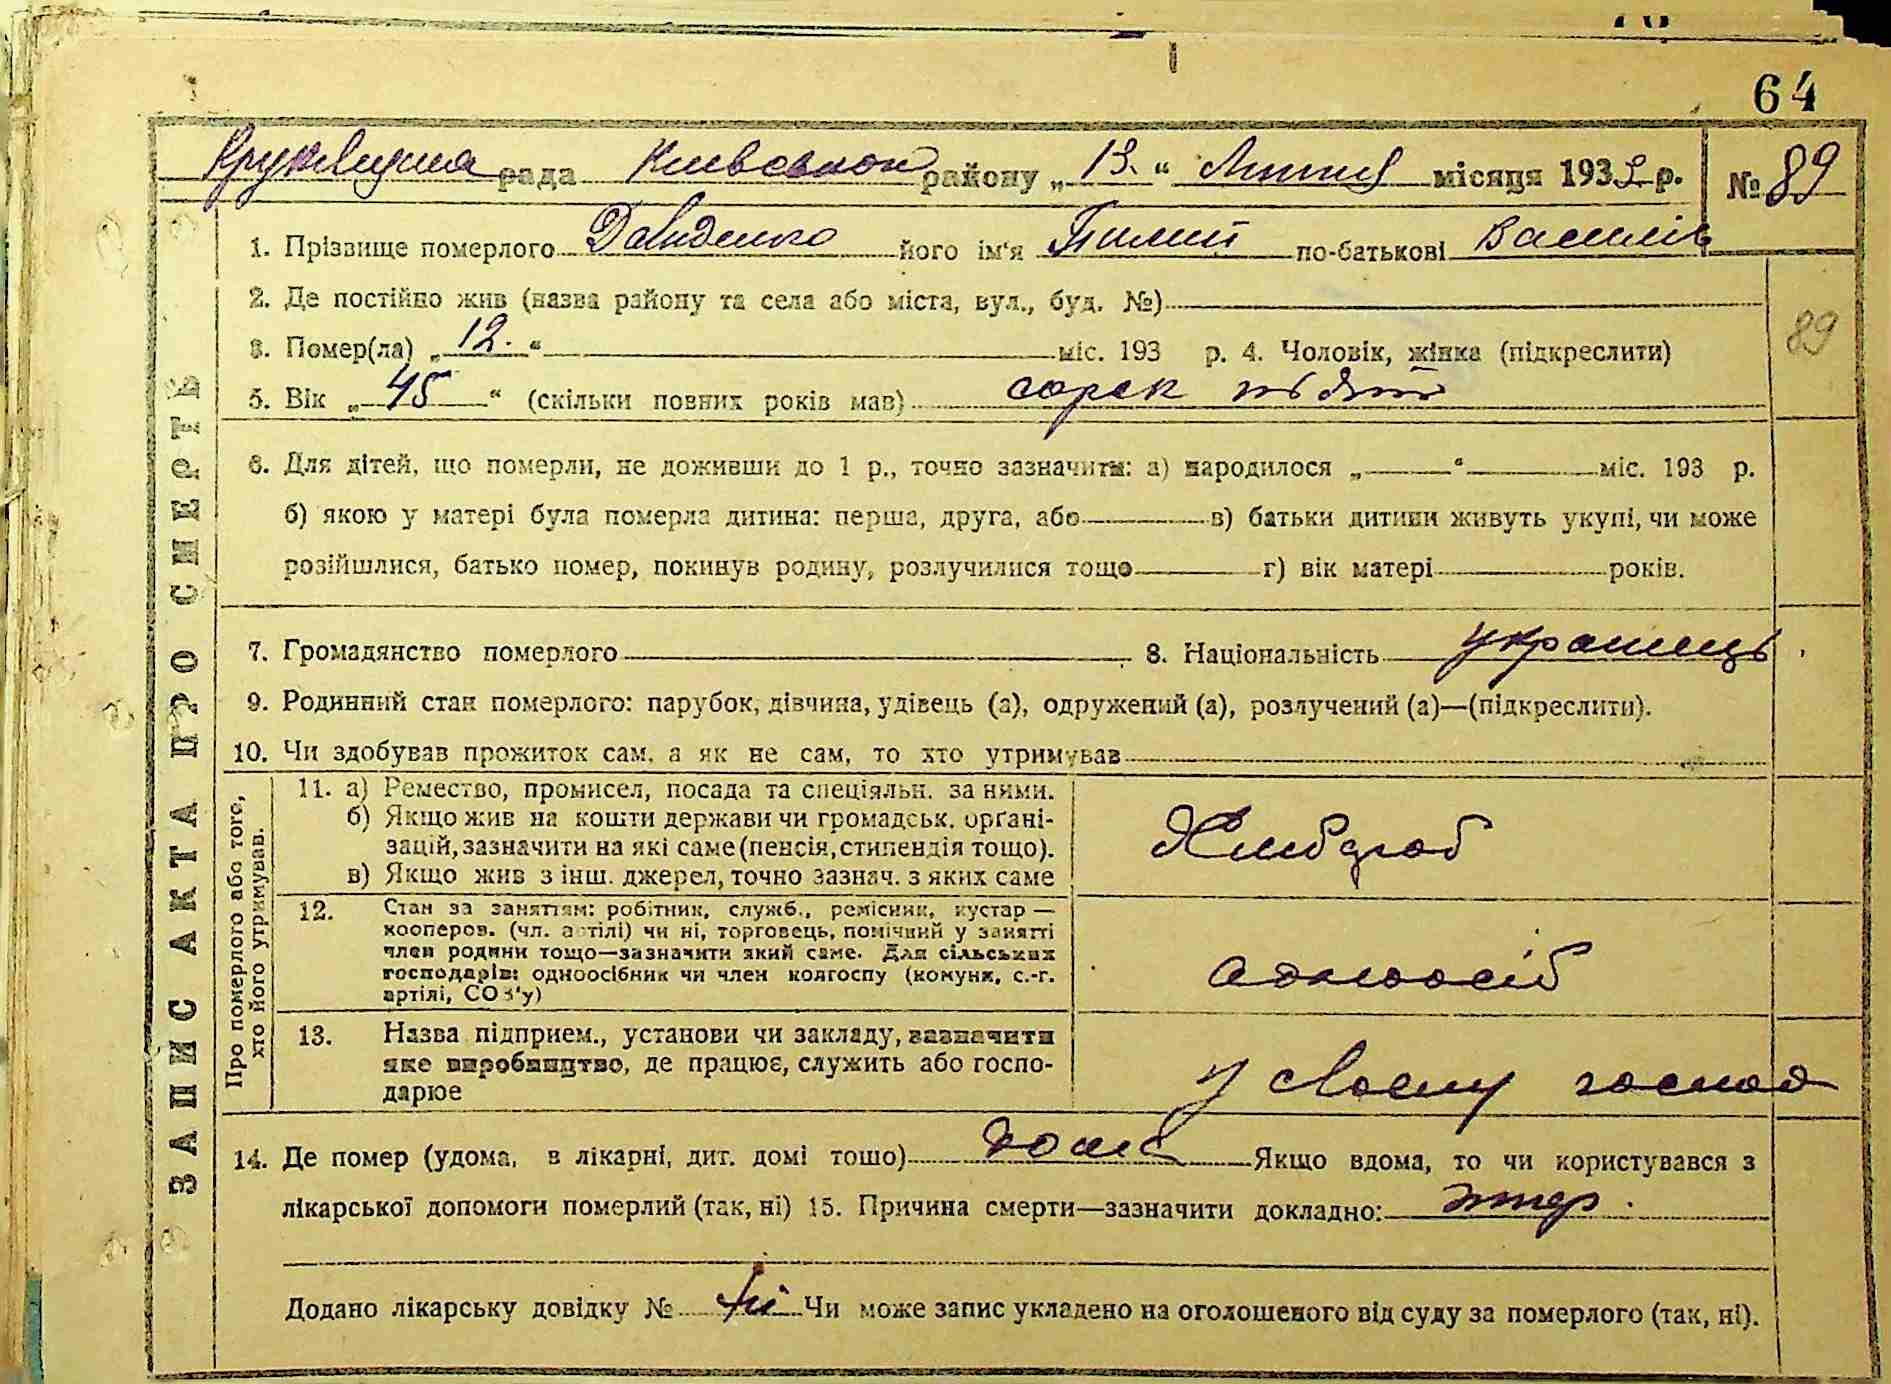 64
рада Київської району „13.“ Липня місяця 1933 р. № 89
1. Прізвище померлого Давиденко його ім'я Пилип по-батькові Василів
2. Де постійно жив (назва району та села або міста, вул., буд. №)
89
3. Помер(ла) „12.“ міс. 193 р. 4. Чоловік, жінка (підкреслити)
5. Вік „45“ (скільки повних років мав) сорок пьять
6. Для дітей, що померли, не доживши до 1 р., точно зазначити: а) народилося „ “ міс. 193 р.
б) якою у матері була померла дитина: перша, друга, або в) батьки дитини живуть укупі, чи може
розійшлися, батько помер, покинув родину, розлучилися тощо г) вік матері років.
7. Громадянство померлого 8. Національність українець
9. Родинний стан померлого: парубок, дівчина, удівець (а), одружений (а), розлучений (а)—(підкреслити).
10. Чи здобував прожиток сам, а як не сам, то хто утримував
ЗАПИС АКТА ПРО СМЕРТЬ
Про померлого або того,
хто його утримував.
11. а) Ремество, промисел, посада та спеціяльн. за ними.
б) Якщо жив на кошти держави чи громадськ. орґані-
зацій, зазначити на які саме (пенсія, стипендія тощо).
в) Якщо жив з інш. джерел, точно зазнач. з яких саме
Хлібороб
12. Стан за заняттям: робітник, служб., ремісник, кустар —
кооперов. (чл. артілі) чи ні, торговець, помічний у занятті
член родини тощо—зазначити який саме. Для сільських
господарів: одноосібник чи член колгоспу (комуни, с.-г.
артілі, СОЗ'у)
одноосіб
13. Назва підприєм., установи чи закладу, зазначити
яке виробництво, де працює, служить або госпо-
дарює
У своєму господ
14. Де помер (удома, в лікарні, дит. домі тощо) дома Якщо вдома, то чи користувався з
лікарської допомоги померлий (так, ні) 15. Причина смерти—зазначити докладно:
Додано лікарську довідку № ні Чи може запис укладено на оголошеного від суду за померлого (так, ні).